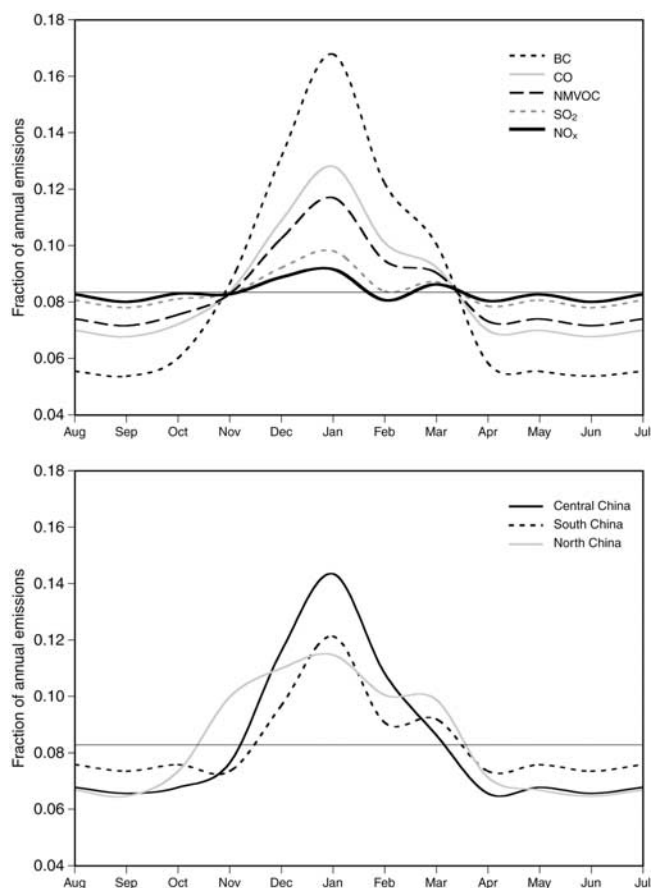 0.18
0.16
0.14
0.12
0.10
0.08
0.06
0.04
Fraction of annual emissions
BC
CO
NMVOC
SO₂
NOₓ
Aug Sep Oct Nov Dec Jan Feb Mar Apr May Jun Jul
0.18
0.16
0.14
0.12
0.10
0.08
0.06
0.04
Fraction of annual emissions
Central China
South China
North China
Aug Sep Oct Nov Dec Jan Feb Mar Apr May Jun Jul